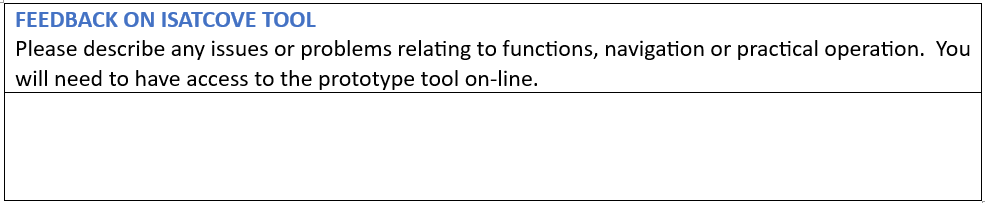 FEEDBACK ON ISATCOVE TOOL
Please describe any issues or problems relating to functions, navigation or practical operation.  You
will need to have access to the prototype tool on-line.